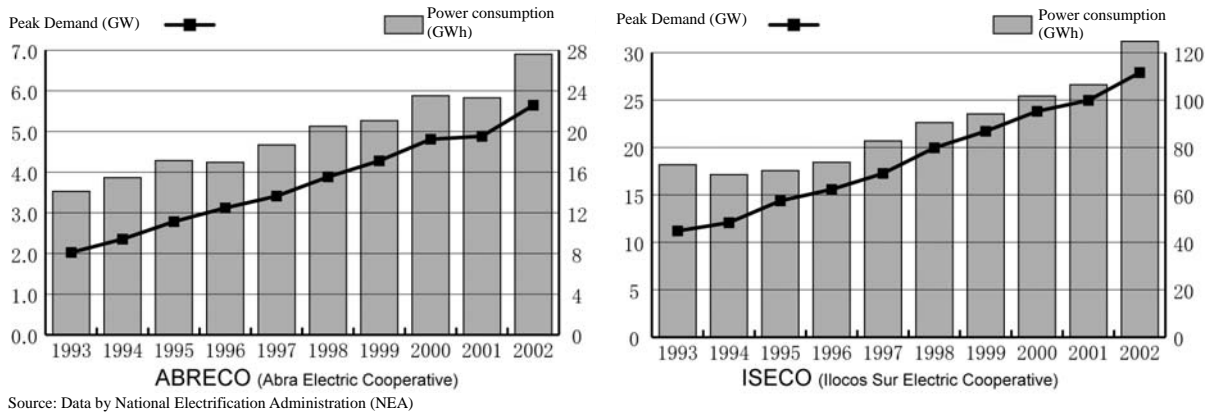 Peak Demand (GW)
Power consumption
(GWh)
7.0
6.0
5.0
4.0
3.0
2.0
1.0
0.0
28
24
20
16
12
8
4
0
1993 1994 1995 1996 1997 1998 1999 2000 2001 2002
ABRECO (Abra Electric Cooperative)
Peak Demand (GW)
Power consumption
(GWh)
30
25
20
15
10
5
0
120
100
80
60
40
20
0
1993 1994 1995 1996 1997 1998 1999 2000 2001 2002
ISECO (Ilocos Sur Electric Cooperative)
Source: Data by National Electrification Administration (NEA)